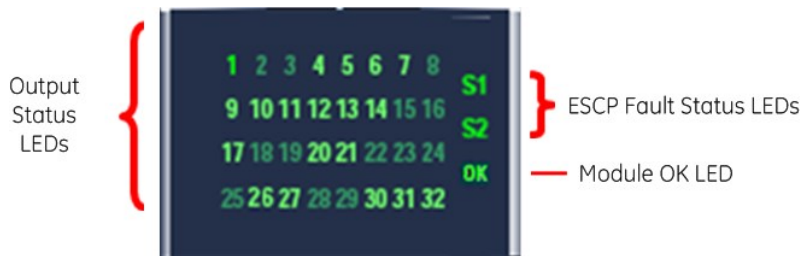 Output
Status
LEDs
1 2 3 4 5 6 7 8
9 10 11 12 13 14 15 16
17 18 19 20 21 22 23 24
25 26 27 28 29 30 31 32
S1
S2
OK
ESCP Fault Status LEDs
Module OK LED